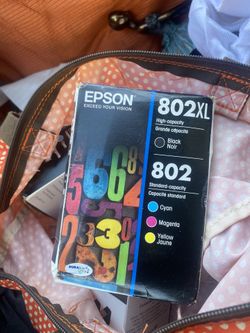 EPSON
EXCEED YOUR VISION
802XL
High-capacity
Grande capacité
Black
Noir
802
Standard-capacity
Capacité standard
Cyan
Magenta
Yellow
Jaune
DURABrite